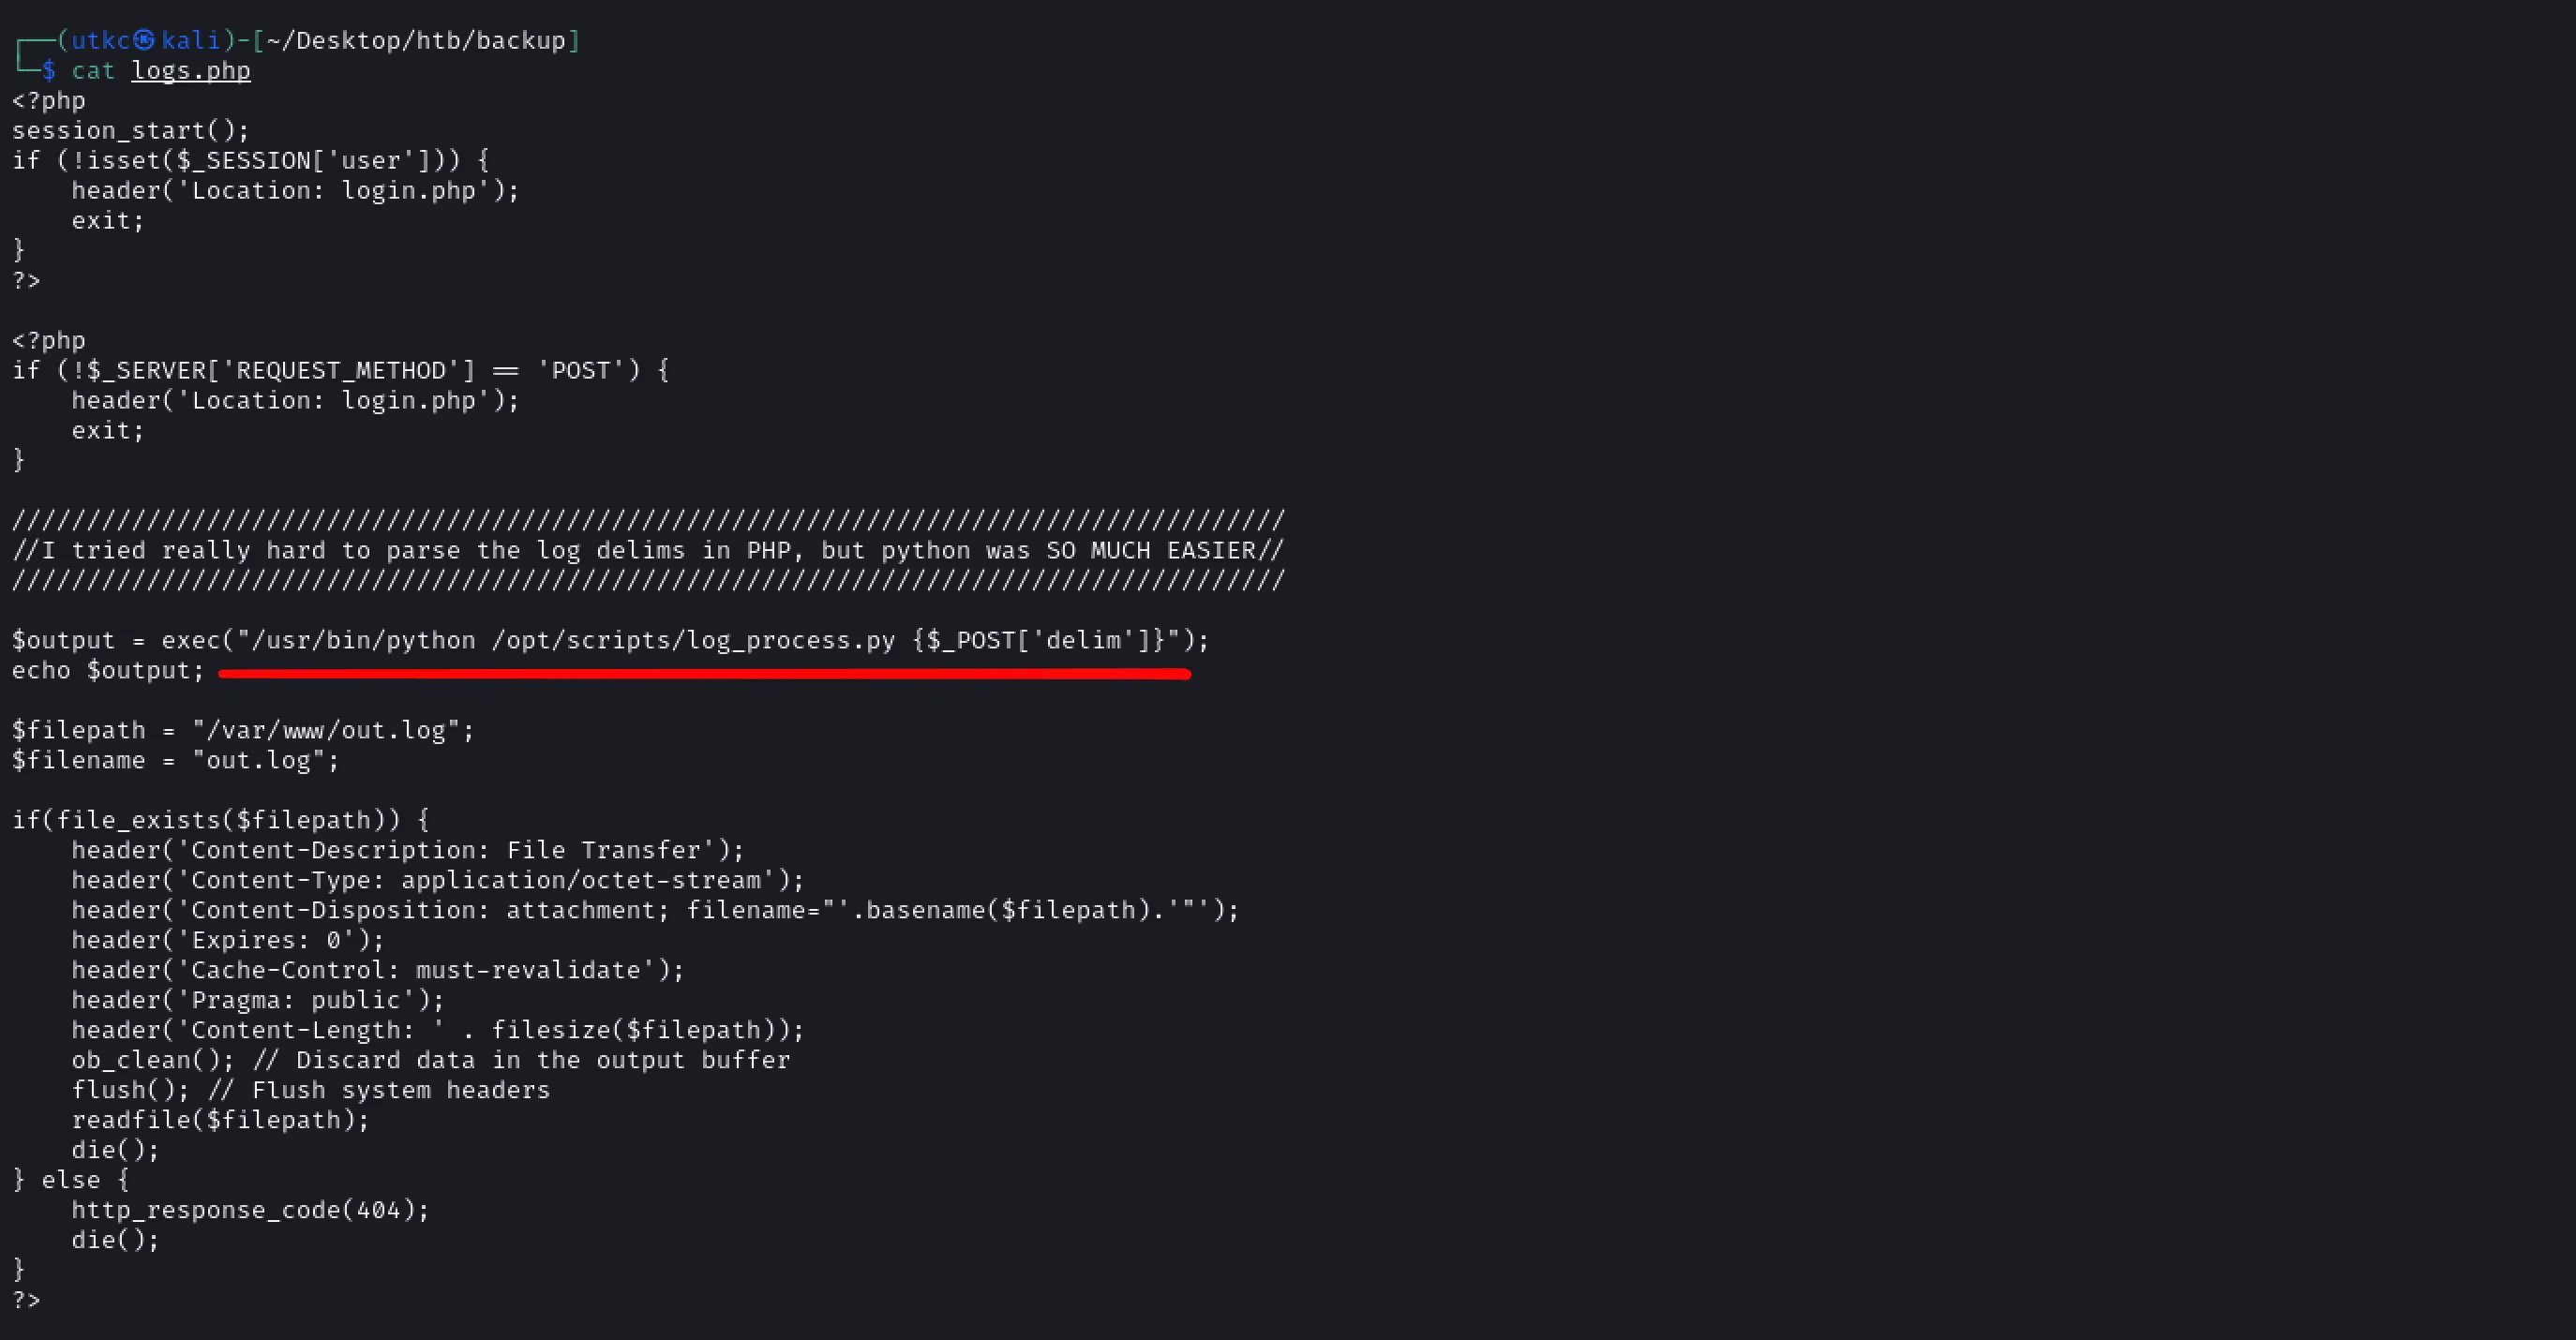 ┌──(utkc㉿kali)-[~/Desktop/htb/backup]
└─$ cat logs.php
<?php
session_start();
if (!isset($_SESSION['user'])) {
    header('Location: login.php');
    exit;
}
?>

<?php
if (!$_SERVER['REQUEST_METHOD'] == 'POST') {
    header('Location: login.php');
    exit;
}

/////////////////////////////////////////////////////////////////////////////////////
//I tried really hard to parse the log delims in PHP, but python was SO MUCH EASIER//
/////////////////////////////////////////////////////////////////////////////////////

$output = exec("/usr/bin/python /opt/scripts/log_process.py {$_POST['delim']}");
echo $output;

$filepath = "/var/www/out.log";
$filename = "out.log";

if(file_exists($filepath)) {
    header('Content-Description: File Transfer');
    header('Content-Type: application/octet-stream');
    header('Content-Disposition: attachment; filename="'.basename($filepath).'"');
    header('Expires: 0');
    header('Cache-Control: must-revalidate');
    header('Pragma: public');
    header('Content-Length: ' . filesize($filepath));
    ob_clean(); // Discard data in the output buffer
    flush(); // Flush system headers
    readfile($filepath);
    die();
} else {
    http_response_code(404);
    die();
}
?>